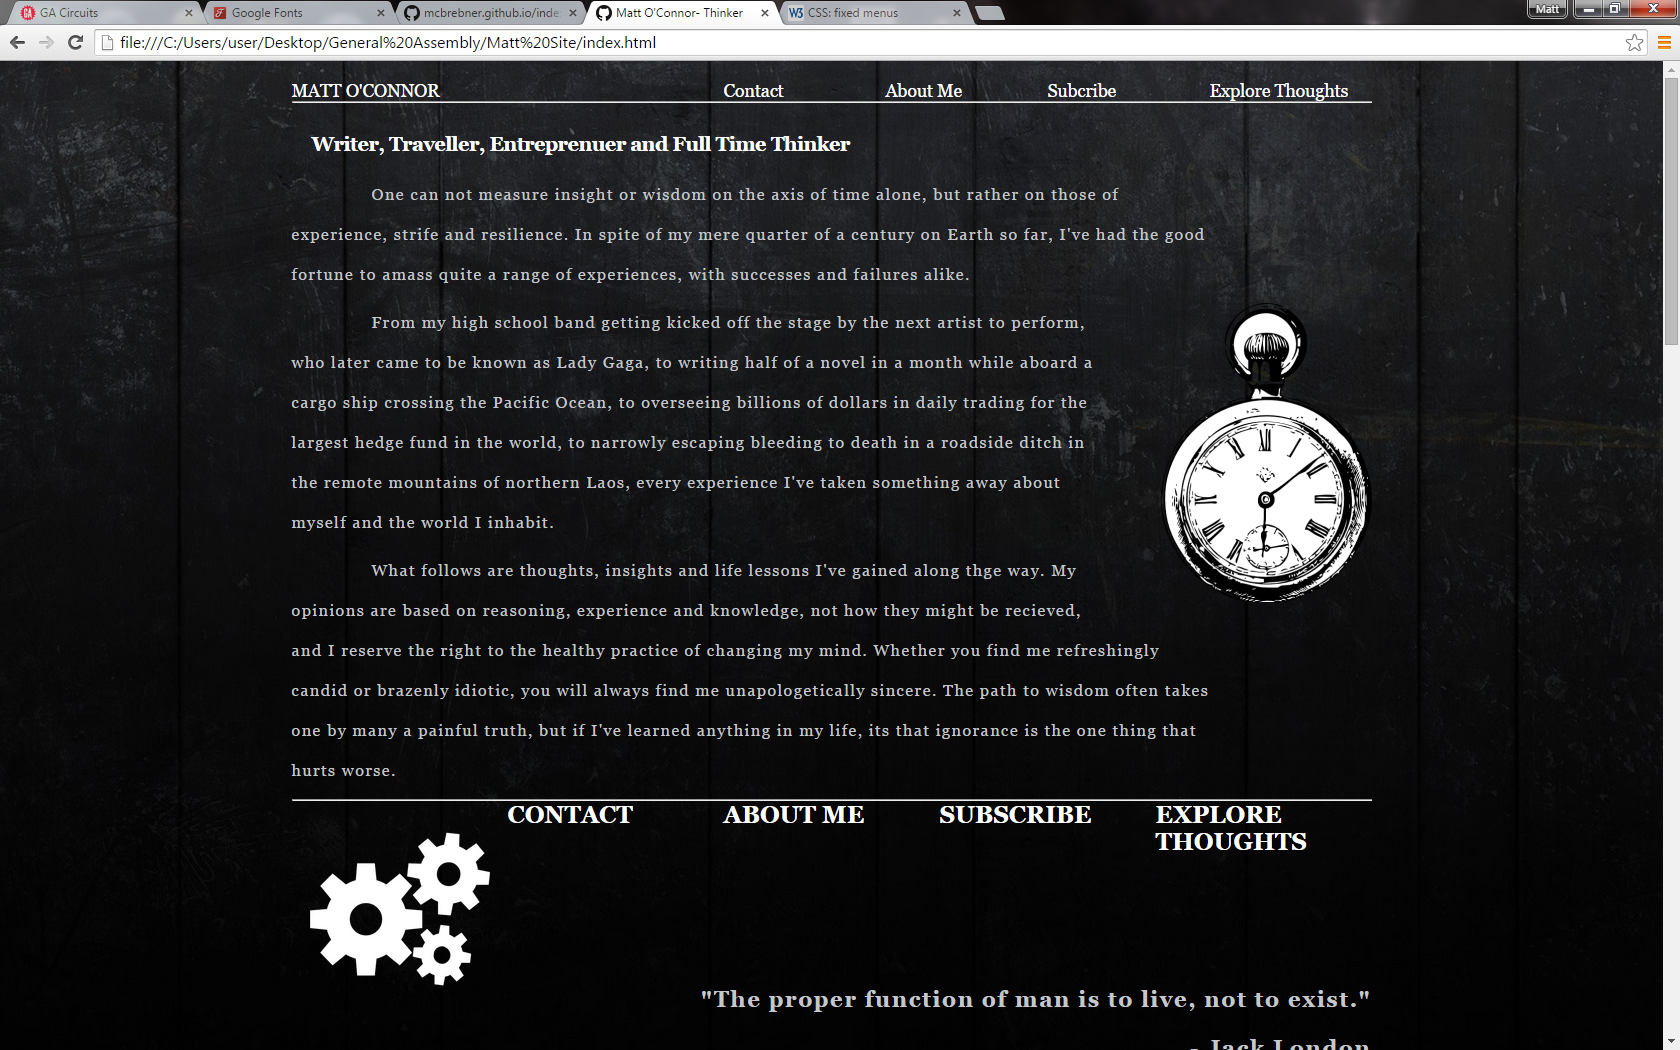 GA Circuits
Google Fonts
mcbrebner.github.io/inde
Matt O'Connor- Thinker
W3 CSS: fixed menus
Matt
file:///C:/Users/user/Desktop/General%20Assembly/Matt%20Site/index.html
MATT O'CONNOR Contact About Me Subcribe Explore Thoughts
Writer, Traveller, Entreprenuer and Full Time Thinker
One can not measure insight or wisdom on the axis of time alone, but rather on those of
experience, strife and resilience. In spite of my mere quarter of a century on Earth so far, I've had the good
fortune to amass quite a range of experiences, with successes and failures alike.
From my high school band getting kicked off the stage by the next artist to perform,
who later came to be known as Lady Gaga, to writing half of a novel in a month while aboard a
cargo ship crossing the Pacific Ocean, to overseeing billions of dollars in daily trading for the
largest hedge fund in the world, to narrowly escaping bleeding to death in a roadside ditch in
the remote mountains of northern Laos, every experience I've taken something away about
myself and the world I inhabit.
What follows are thoughts, insights and life lessons I've gained along thge way. My
opinions are based on reasoning, experience and knowledge, not how they might be recieved,
and I reserve the right to the healthy practice of changing my mind. Whether you find me refreshingly
candid or brazenly idiotic, you will always find me unapologetically sincere. The path to wisdom often takes
one by many a painful truth, but if I've learned anything in my life, its that ignorance is the one thing that
hurts worse.
CONTACT ABOUT ME SUBSCRIBE EXPLORE
THOUGHTS
"The proper function of man is to live, not to exist."
- Jack London